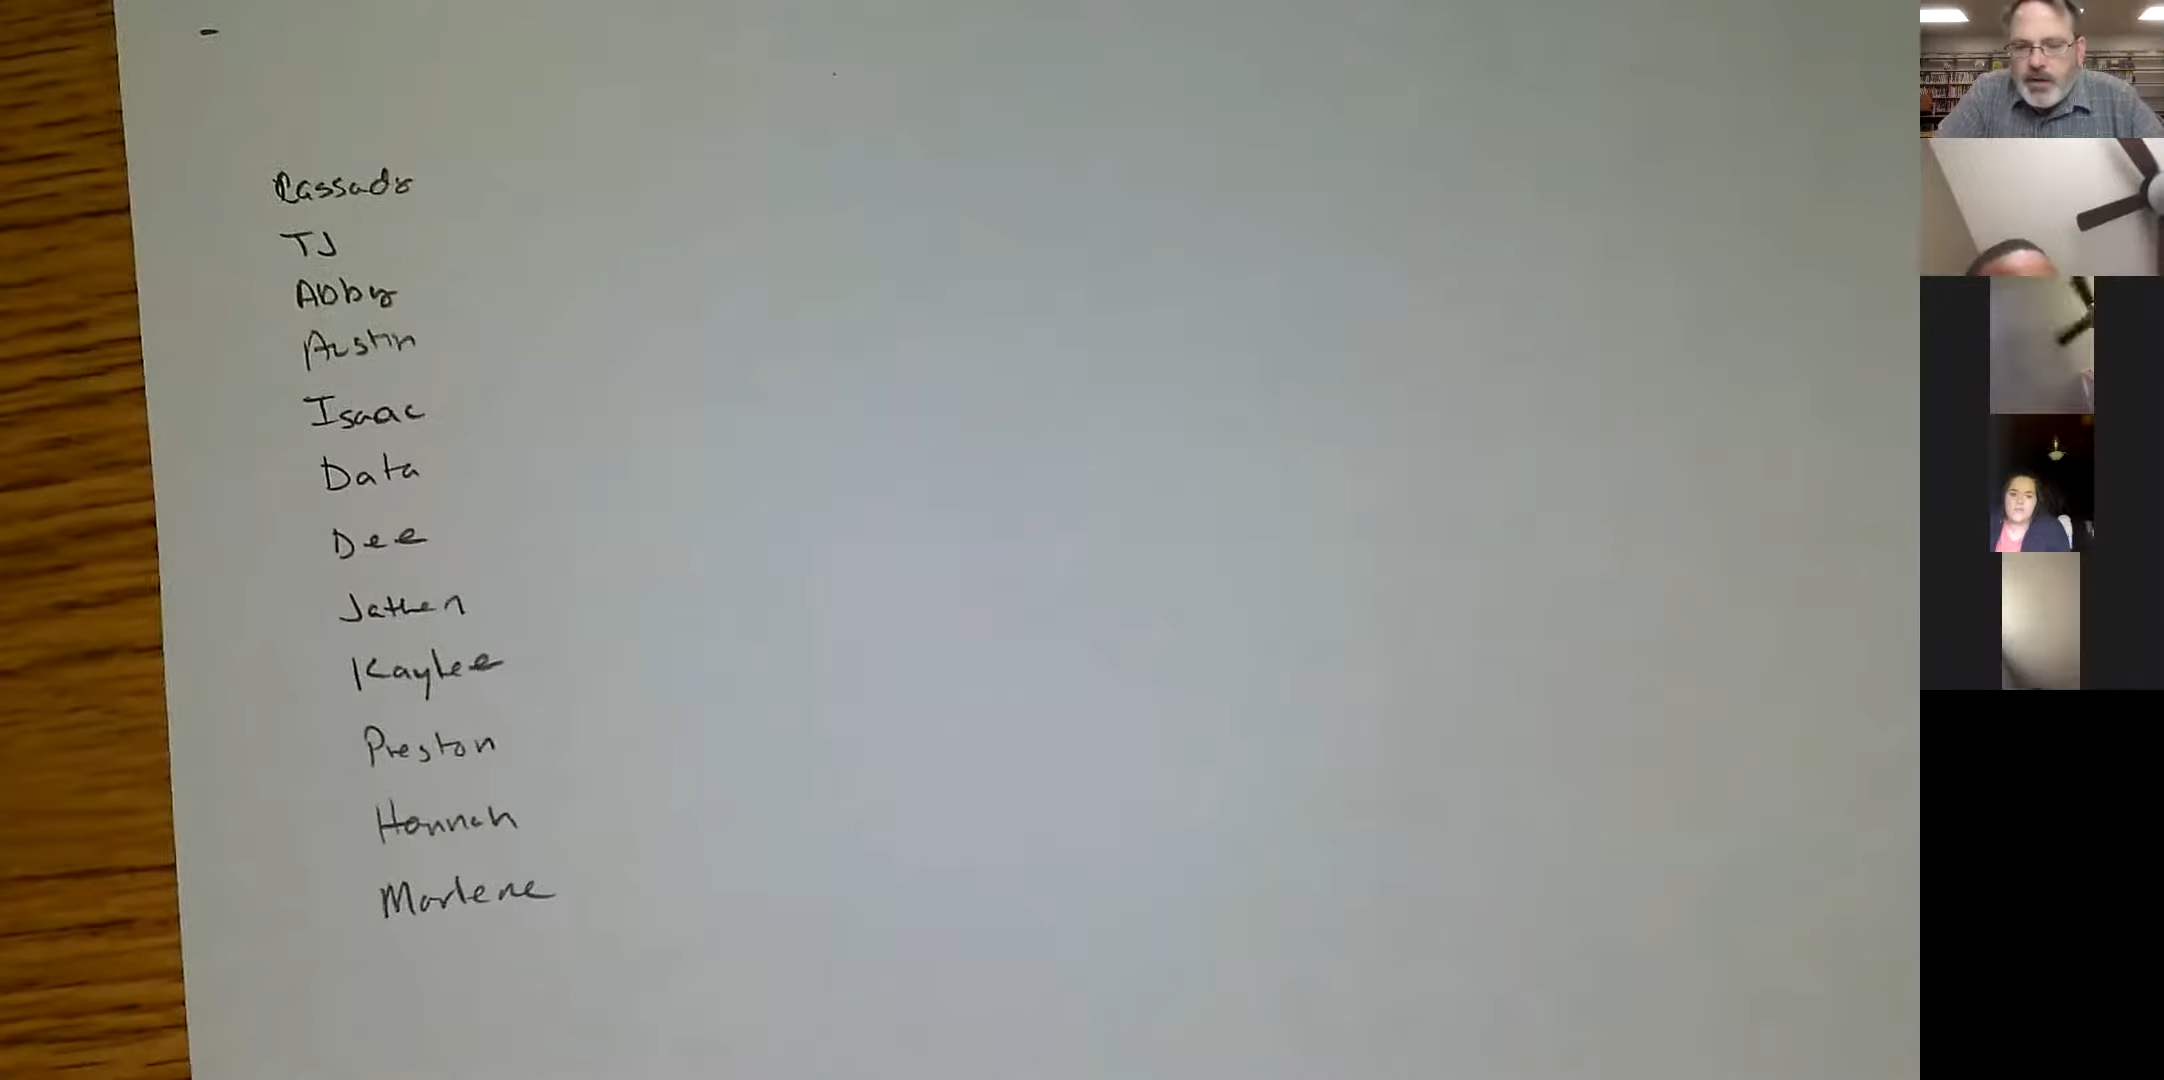 Cassady
TJ
Abby
Austin
Isaac
Data
Dee
Jathen
Kaylee
Preston
Hannah
Marlene